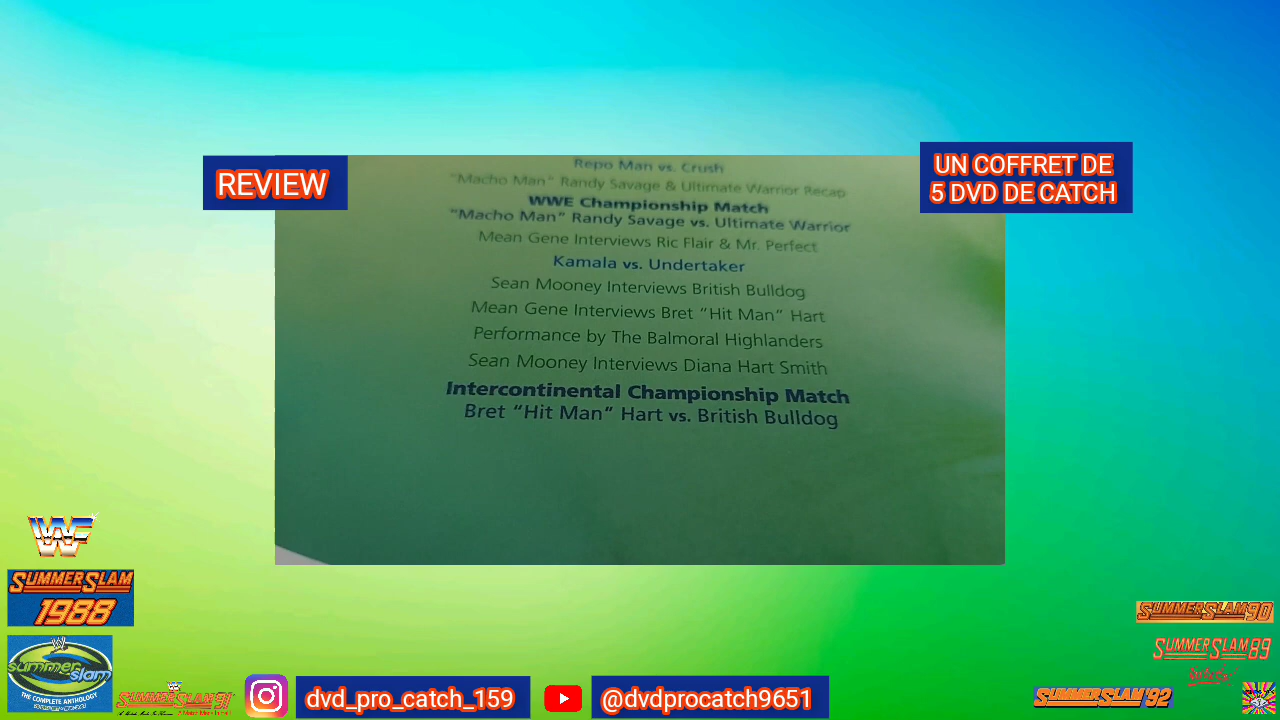 REVIEW
UN COFFRET DE
5 DVD DE CATCH
Repo Man vs. Crush
"Macho Man" Randy Savage & Ultimate Warrior Recap
WWE Championship Match
"Macho Man" Randy Savage vs. Ultimate Warrior
Mean Gene Interviews Ric Flair & Mr. Perfect
Kamala vs. Undertaker
Sean Mooney Interviews British Bulldog
Mean Gene Interviews Bret "Hit Man" Hart
Performance by The Balmoral Highlanders
Sean Mooney Interviews Diana Hart Smith
Intercontinental Championship Match
Bret "Hit Man" Hart vs. British Bulldog
WF
SUMMERSLAM
1988
summerslam
THE COMPLETE ANTHOLOGY
SUMMERSLAM 91
dvd_pro_catch_159
@dvdprocatch9651
SUMMERSLAM 90
SUMMERSLAM 89
SUMMERSLAM '92